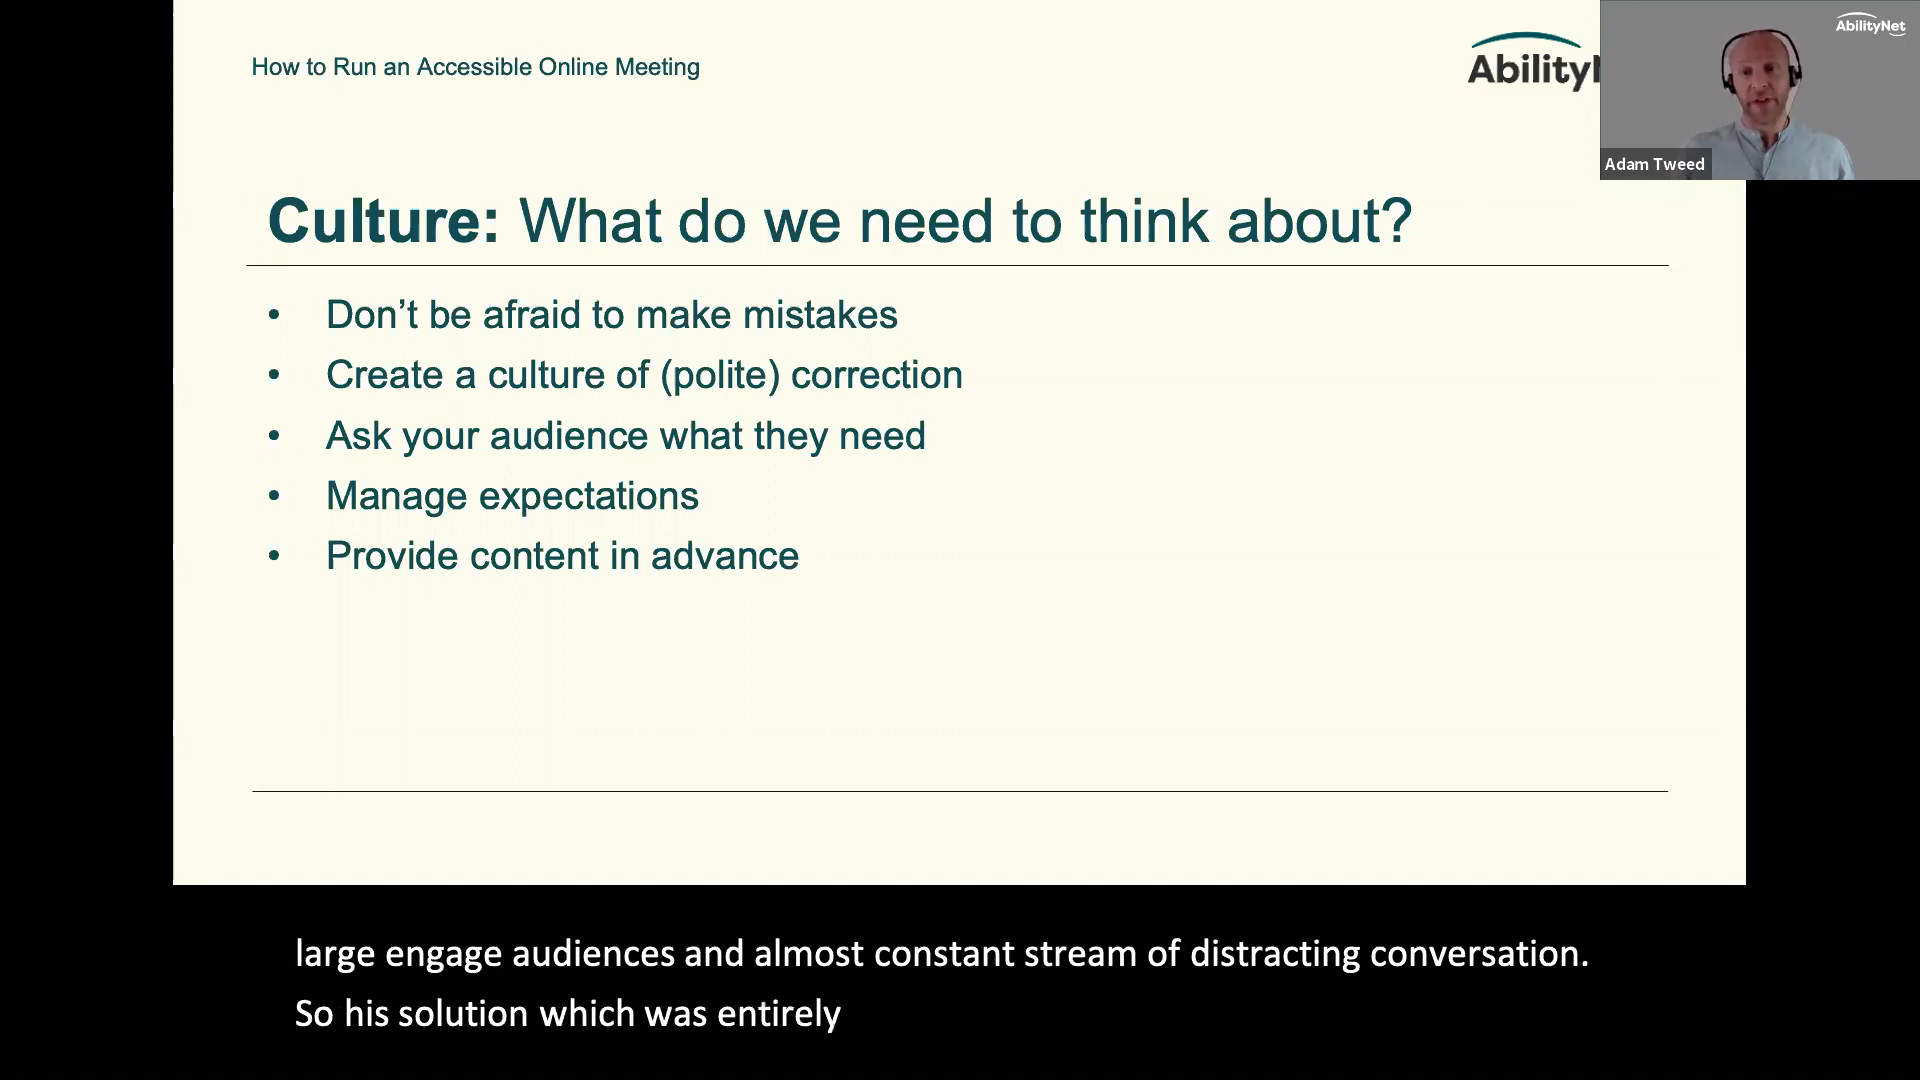 How to Run an Accessible Online Meeting
Ability
AbilityNet
Adam Tweed
Culture: What do we need to think about?
• Don’t be afraid to make mistakes
• Create a culture of (polite) correction
• Ask your audience what they need
• Manage expectations
• Provide content in advance
large engage audiences and almost constant stream of distracting conversation.
So his solution which was entirely